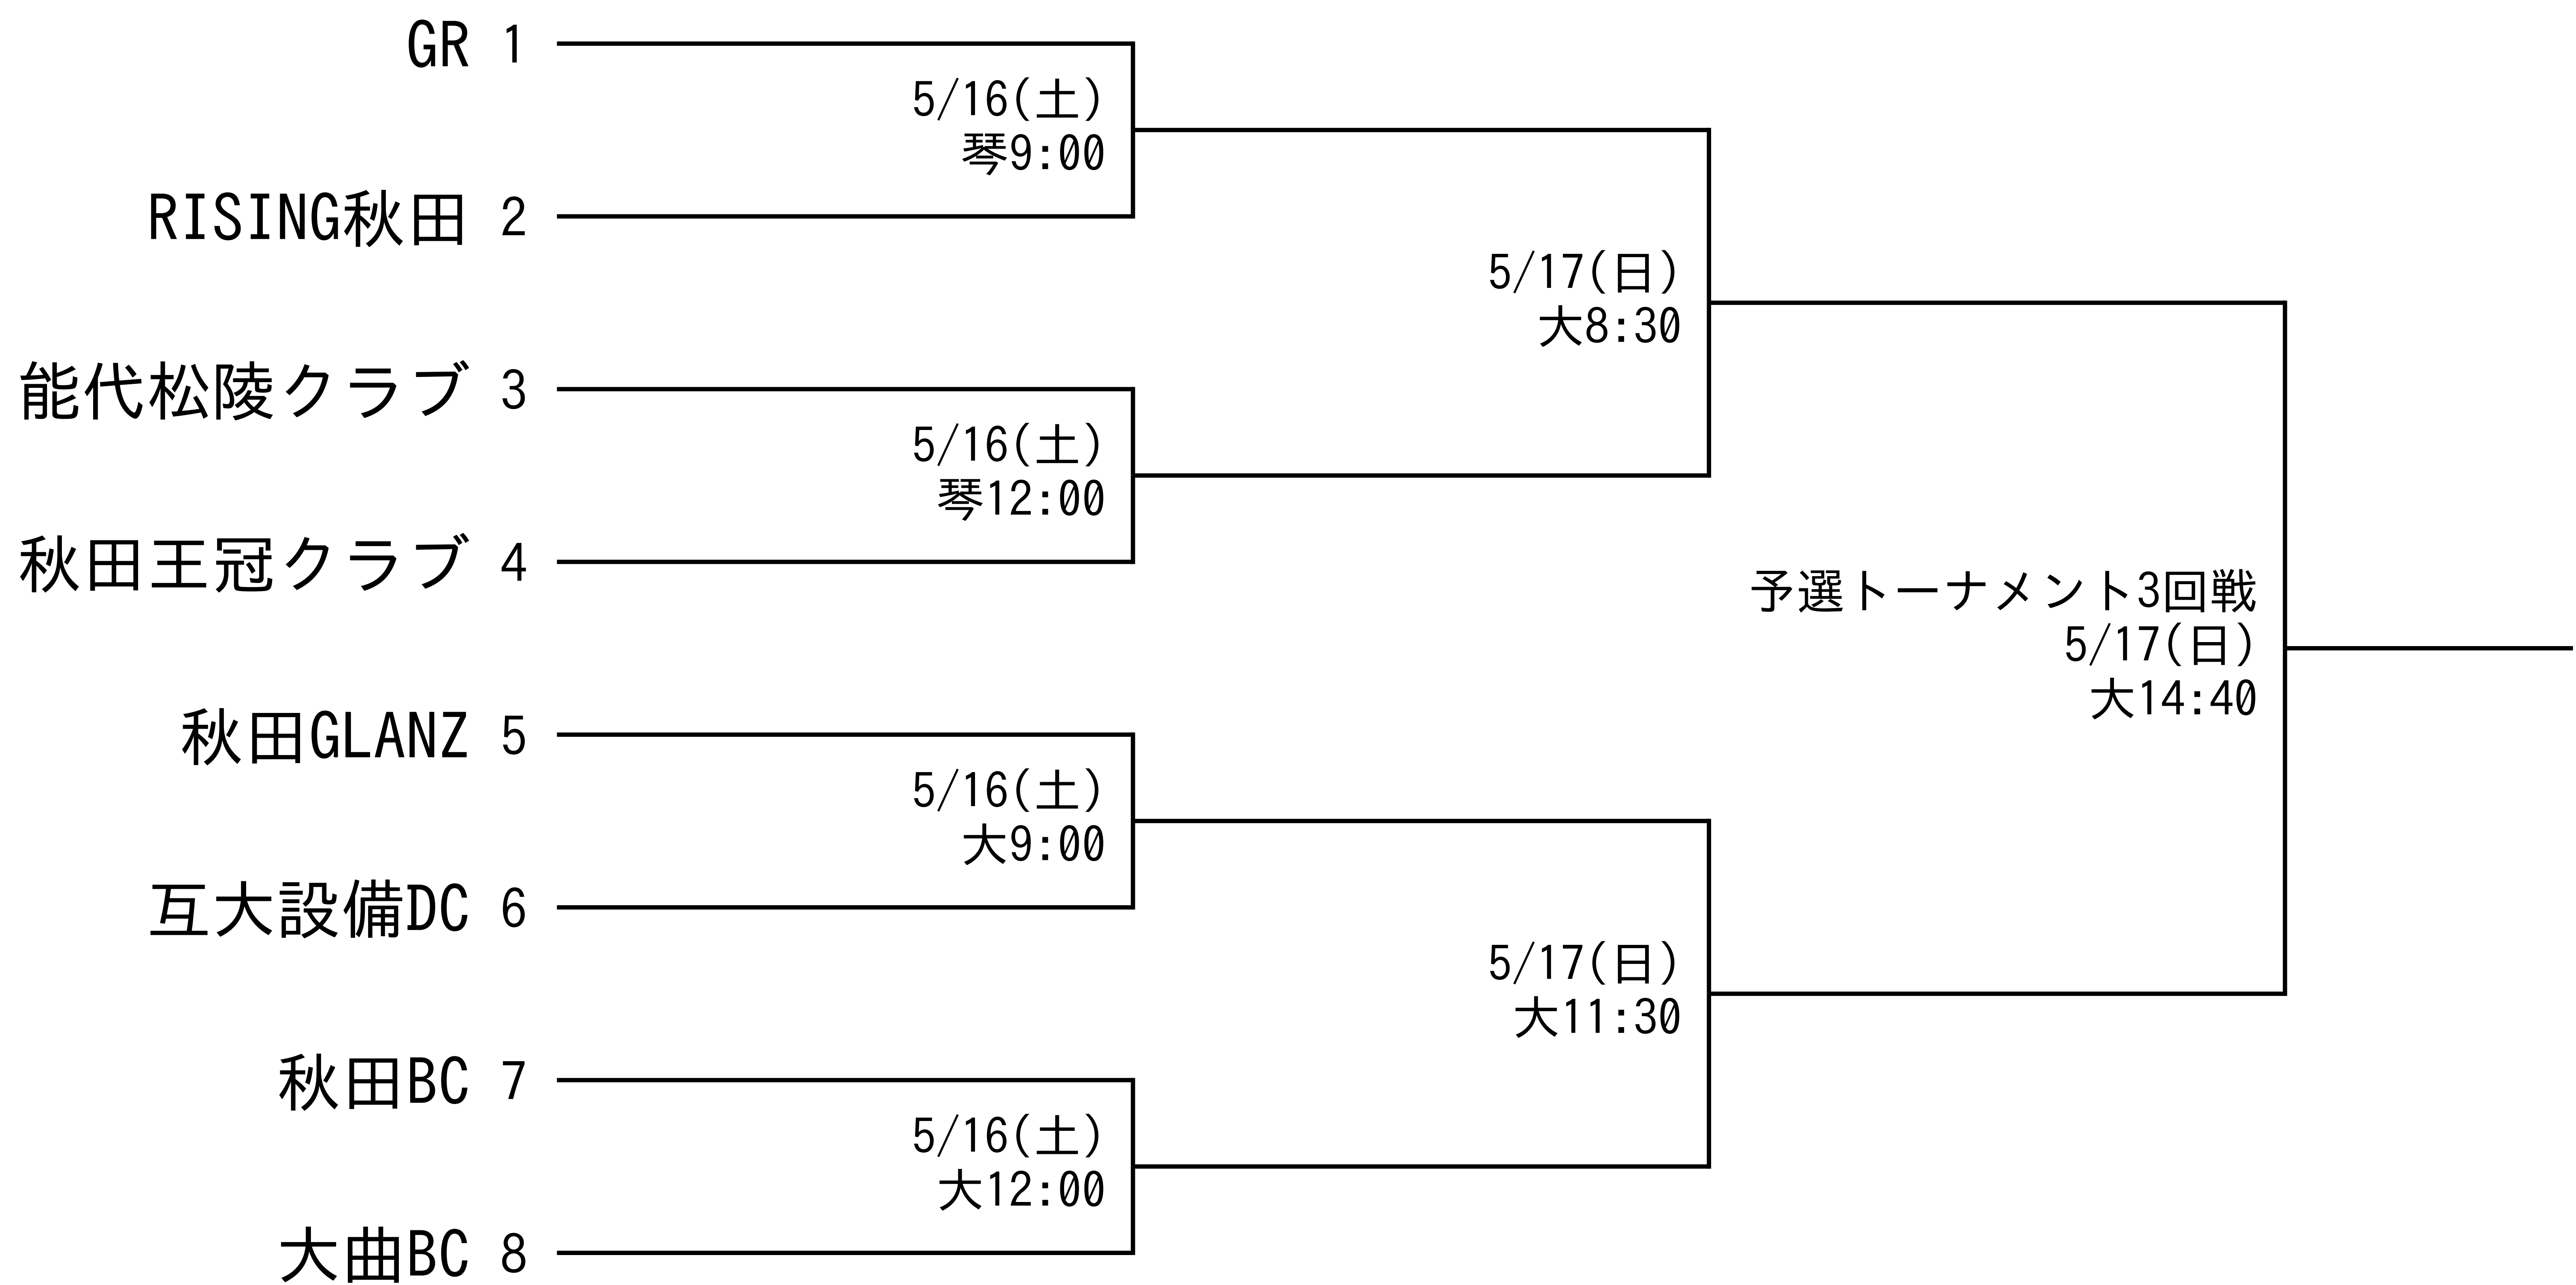 GR 1
5/16(土)
琴9:00
RISING秋田 2
5/17(日)
大8:30
能代松陵クラブ 3
5/16(土)
琴12:00
秋田王冠クラブ 4
予選トーナメント3回戦
5/17(日)
大14:40
秋田GLANZ 5
5/16(土)
大9:00
互大設備DC 6
5/17(日)
大11:30
秋田BC 7
5/16(土)
大12:00
大曲BC 8